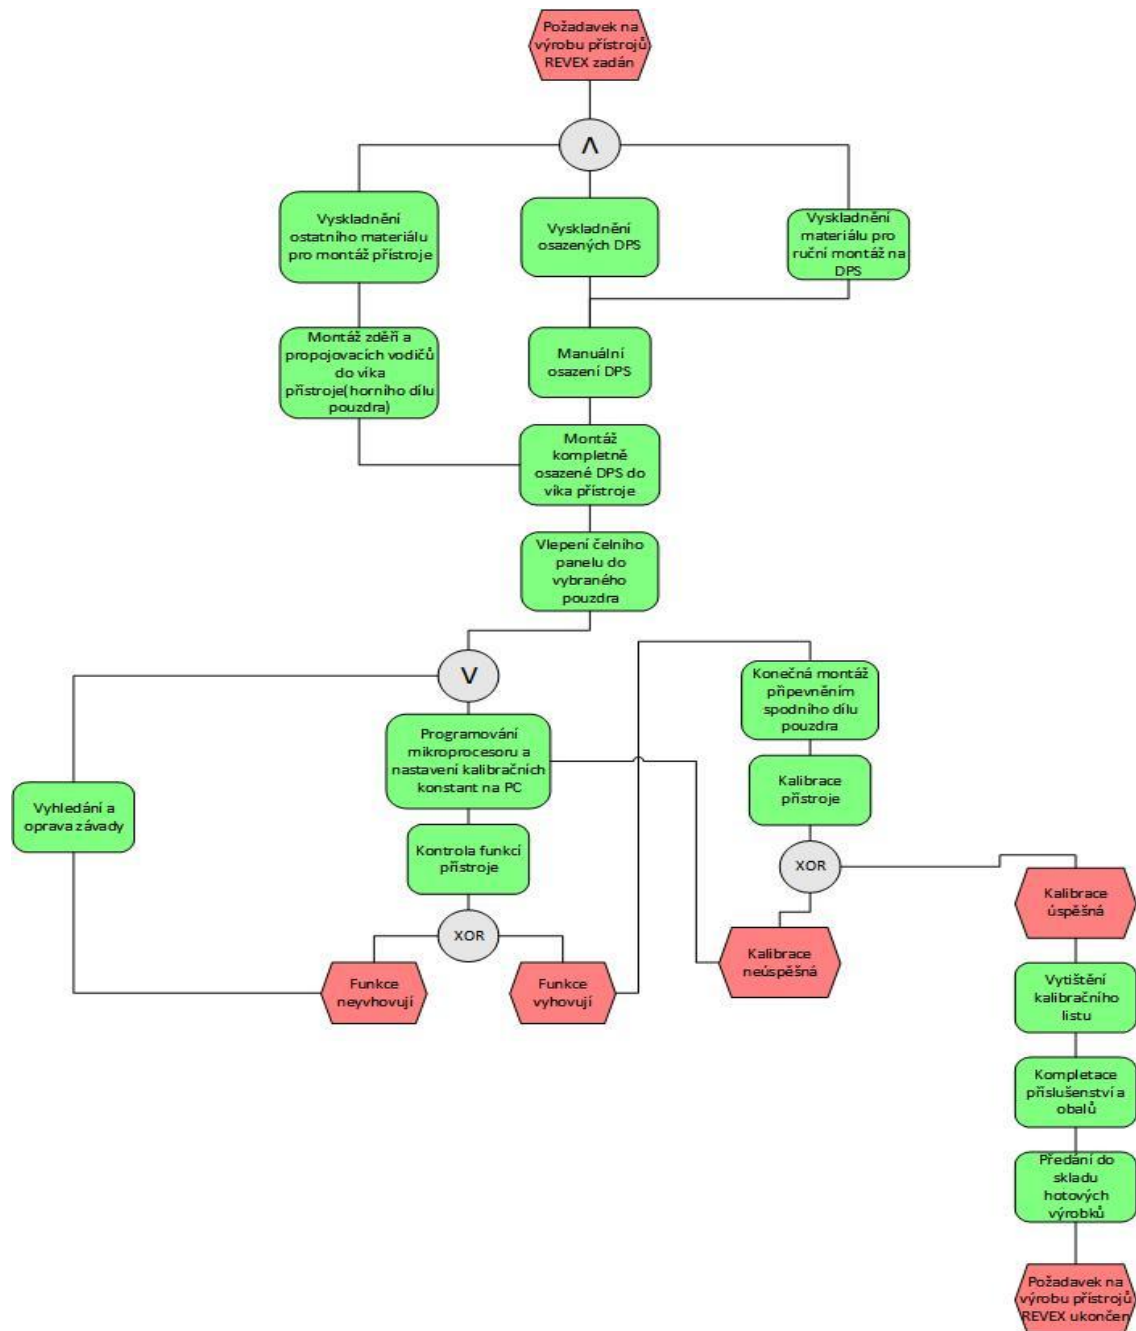 Požadavek na
výrobu přístrojů
REVEX zadán
Λ
Vyskladnění
ostatního materiálu
pro montáž přístroje
Vyskladnění
osazených DPS
Vyskladnění
materiálu pro
ruční montáž na
DPS
Montáž zděří a
propojovacích vodičů
do víka
přístroje(horního dílu
pouzdra)
Manuální
osazení DPS
Montáž
kompletně
osazené DPS do
víka přístroje
Vlepení čelního
panelu do
vybraného
pouzdra
V
Konečná montáž
připevněním
spodního dílu
pouzdra
Programování
mikroprocesoru a
nastavení kalibračních
konstant na PC
Kalibrace
přístroje
Vyhledání a
oprava závady
Kontrola funkcí
přístroje
XOR
Kalibrace
úspěšná
XOR
Kalibrace
neúspěšná
Funkce
neyvhovují
Funkce
vyhovují
Vytištění
kalibračního
listu
Kompletace
příslušenství a
obalů
Předání do
skladu
hotových
výrobků
Požadavek na
výrobu přístrojů
REVEX ukončen